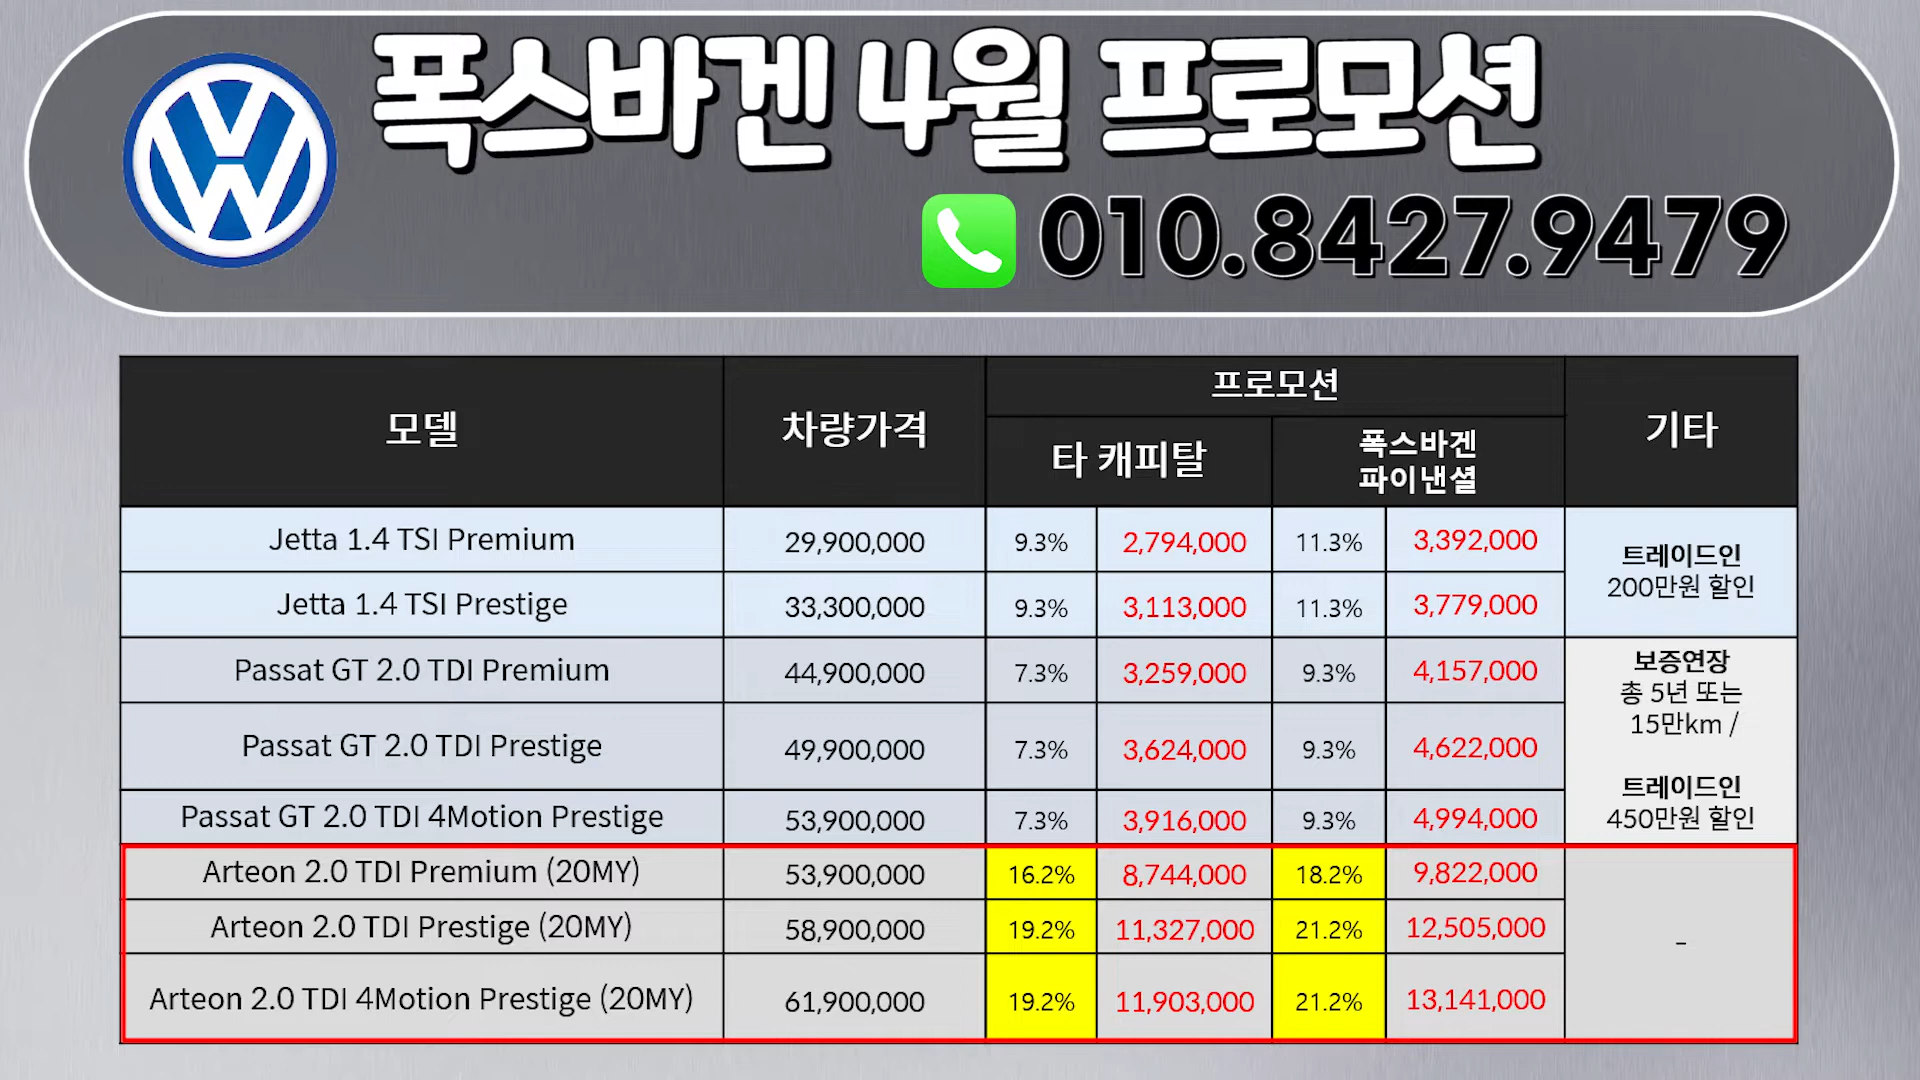 폭스바겐 4월 프로모션
010.8427.9479
모델 차량가격 프로모션 기타
타 캐피탈 폭스바겐
파이낸셜
Jetta 1.4 TSI Premium 29,900,000 9.3% 2,794,000 11.3% 3,392,000
트레이드인
200만원 할인
Jetta 1.4 TSI Prestige 33,300,000 9.3% 3,113,000 11.3% 3,779,000
Passat GT 2.0 TDI Premium 44,900,000 7.3% 3,259,000 9.3% 4,157,000
보증연장
총 5년 또는
15만km /
Passat GT 2.0 TDI Prestige 49,900,000 7.3% 3,624,000 9.3% 4,622,000
트레이드인
450만원 할인
Passat GT 2.0 TDI 4Motion Prestige 53,900,000 7.3% 3,916,000 9.3% 4,994,000
Arteon 2.0 TDI Premium (20MY) 53,900,000 16.2% 8,744,000 18.2% 9,822,000
Arteon 2.0 TDI Prestige (20MY) 58,900,000 19.2% 11,327,000 21.2% 12,505,000
-
Arteon 2.0 TDI 4Motion Prestige (20MY) 61,900,000 19.2% 11,903,000 21.2% 13,141,000